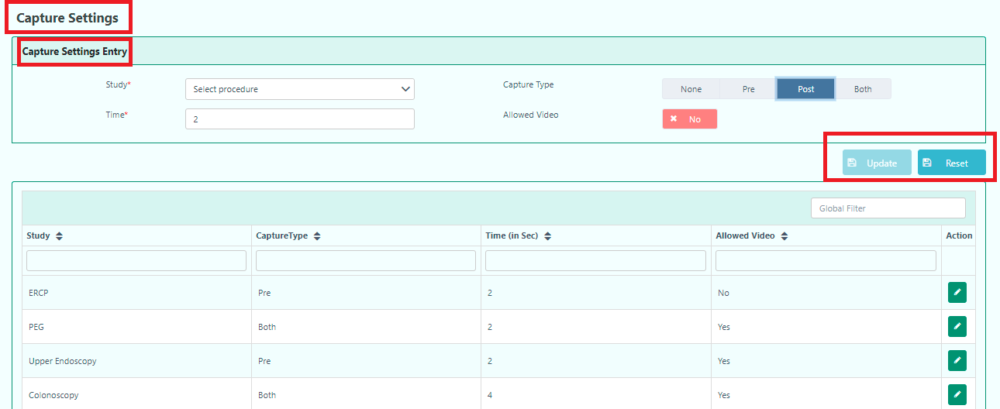 Capture Settings
Capture Settings Entry
Study* Select procedure Capture Type None Pre Post Both
Time* 2 Allowed Video No
Update Reset
Global Filter
Study CaptureType Time (in Sec) Allowed Video Action
ERCP Pre 2 No
PEG Both 2 Yes
Upper Endoscopy Pre 2 Yes
Colonoscopy Both 4 Yes